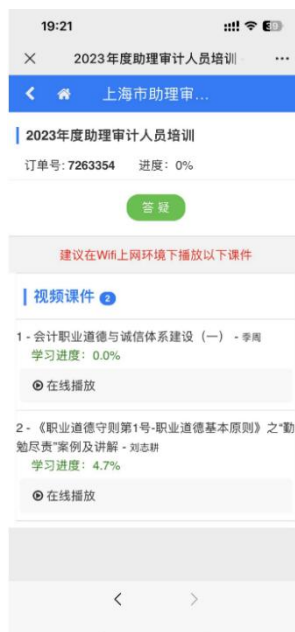 19:21
2023年度助理审计人员培训
上海市助理审...
2023年度助理审计人员培训
订单号: 7263354 进度：0%
答疑
建议在Wifi上网环境下播放以下课件
视频课件 2
1 - 会计职业道德与诚信体系建设（一） - 季周
学习进度：0.0%
在线播放
2 - 《职业道德守则第1号-职业道德基本原则》之“勤
勉尽责”案例及讲解 - 刘志耕
学习进度：4.7%
在线播放